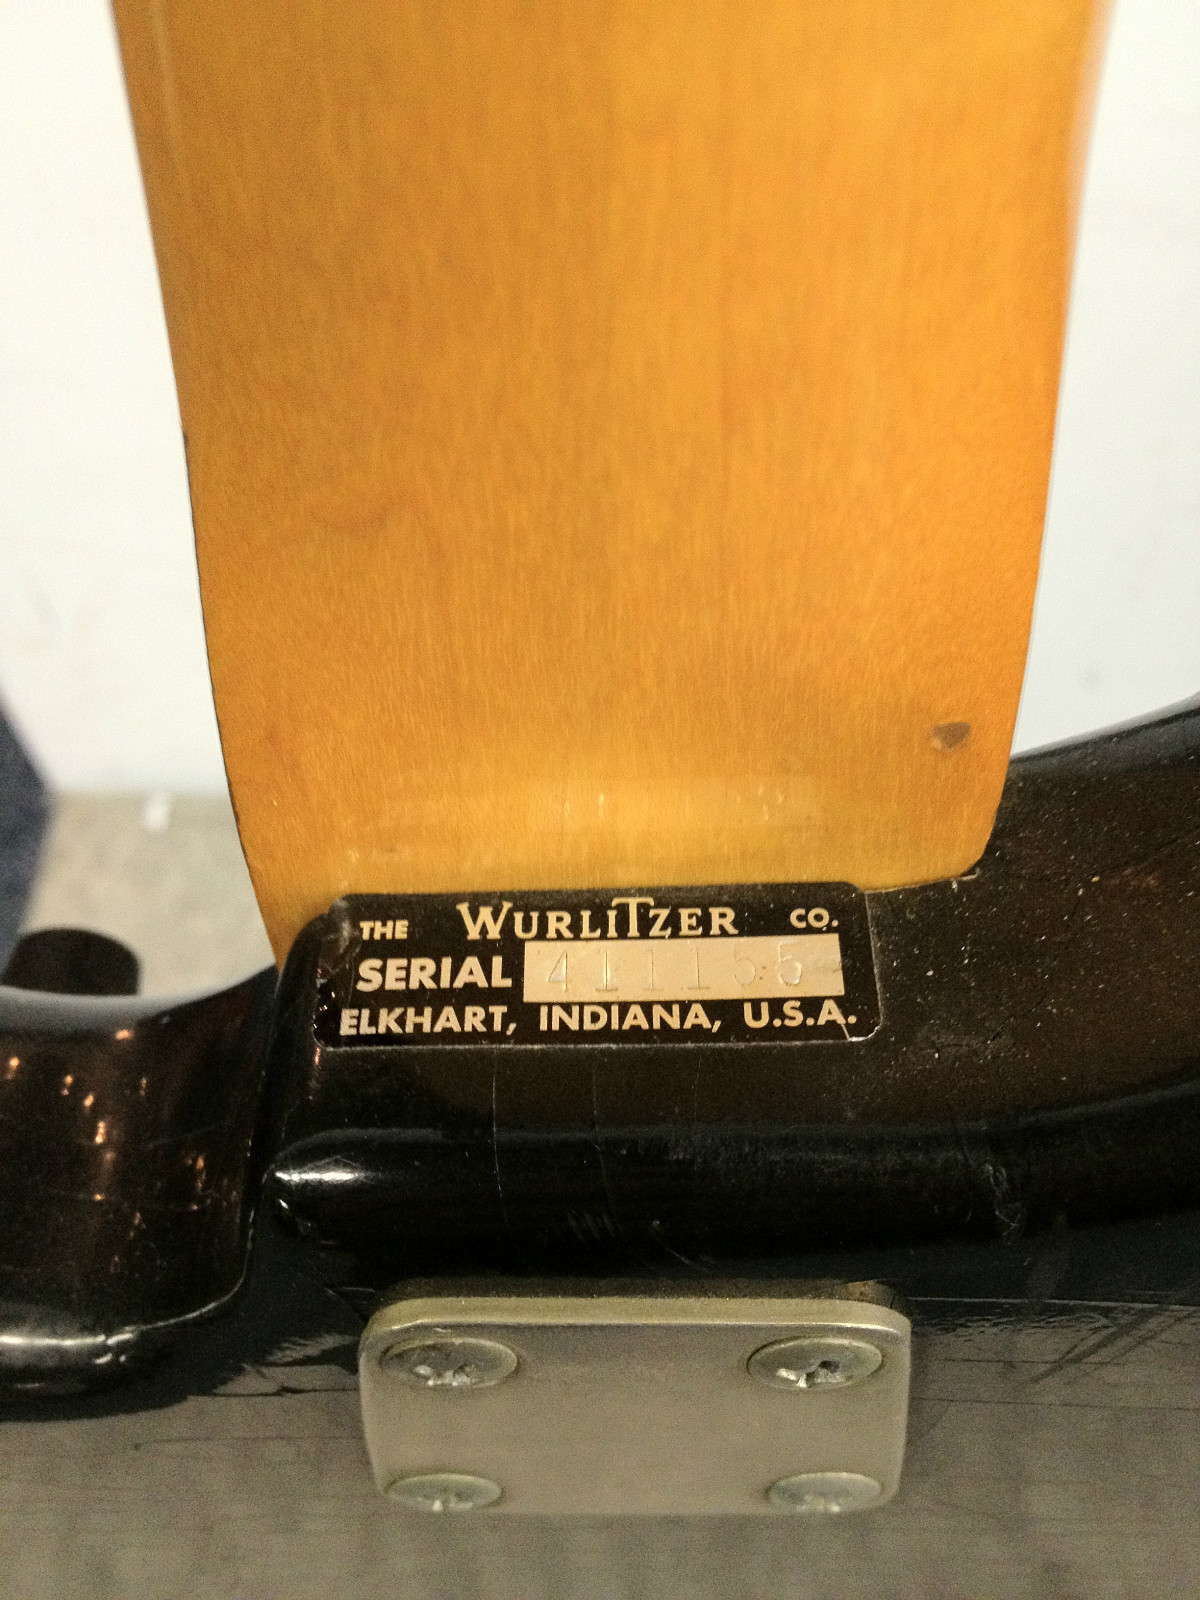 THE WURLITZER CO.
SERIAL 411155
ELKHART, INDIANA, U.S.A.